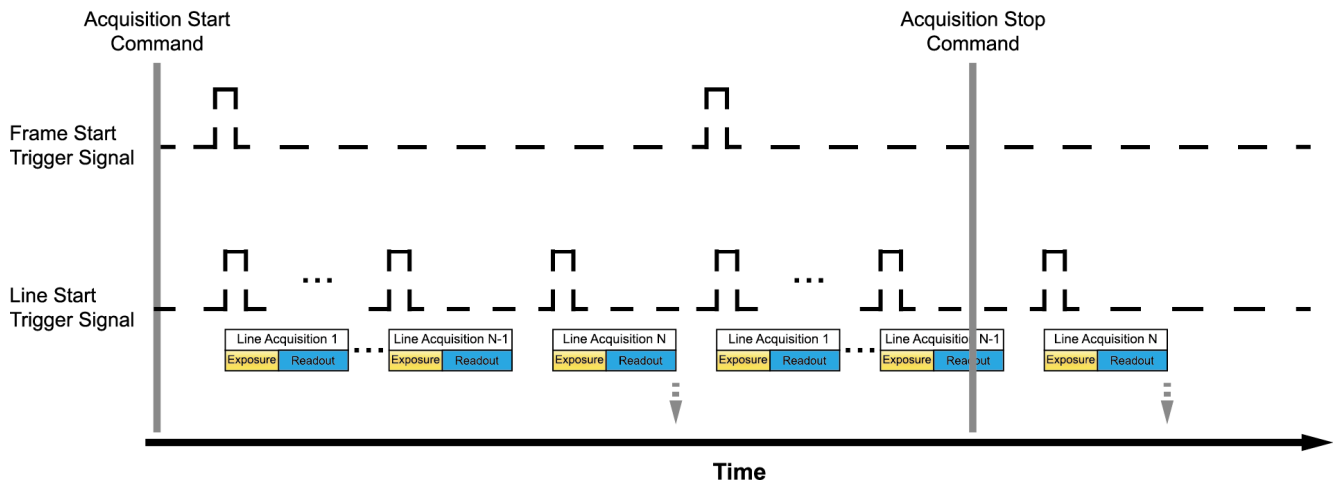 Acquisition Start
Command
Acquisition Stop
Command
Frame Start
Trigger Signal
Line Start
Trigger Signal
...
...
Line Acquisition 1
Line Acquisition N-1
Line Acquisition N
Line Acquisition 1
Line Acquisition N-1
Line Acquisition N
...
...
Exposure Readout
Exposure Readout
Exposure Readout
Exposure Readout
Exposure Readout
Exposure Readout
Time